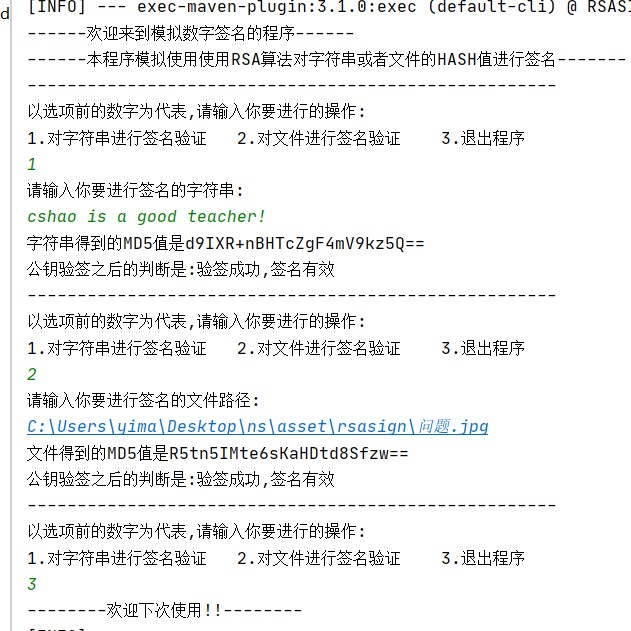 d
[INFO] --- exec-maven-plugin:3.1.0:exec (default-cli) @ RSASI
------欢迎来到模拟数字签名的程序------
------本程序模拟使用使用RSA算法对字符串或者文件的HASH值进行签名-------
-----------------------------------------------------
以选项前的数字为代表,请输入你要进行的操作:
1.对字符串进行签名验证   2.对文件进行签名验证    3.退出程序
1
请输入你要进行签名的字符串:
cshao is a good teacher!
字符串得到的MD5值是d9IXR+nBHTcZgF4mV9kz5Q==
公钥验签之后的判断是:验签成功,签名有效
-----------------------------------------------------
以选项前的数字为代表,请输入你要进行的操作:
1.对字符串进行签名验证   2.对文件进行签名验证    3.退出程序
2
请输入你要进行签名的文件路径:
C:\Users\yima\Desktop\ns\asset\rsasign\问题.jpg
文件得到的MD5值是R5tn5IMte6sKaHDtd8Sfzw==
公钥验签之后的判断是:验签成功,签名有效
-----------------------------------------------------
以选项前的数字为代表,请输入你要进行的操作:
1.对字符串进行签名验证   2.对文件进行签名验证    3.退出程序
3
--------欢迎下次使用!!--------